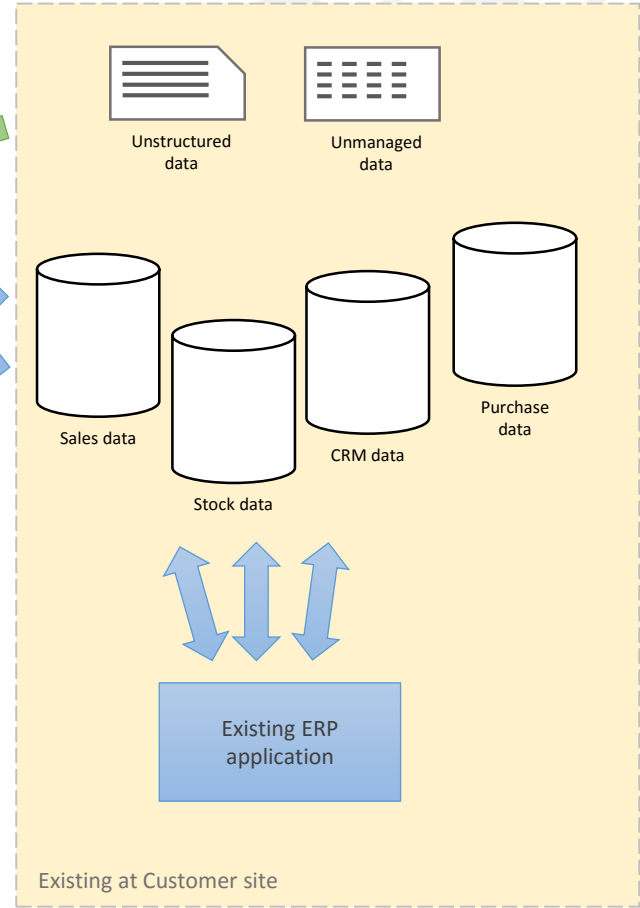 Unstructured
data
Unmanaged
data
Sales data
Stock data
CRM data
Purchase
data
Existing ERP
application
Existing at Customer site